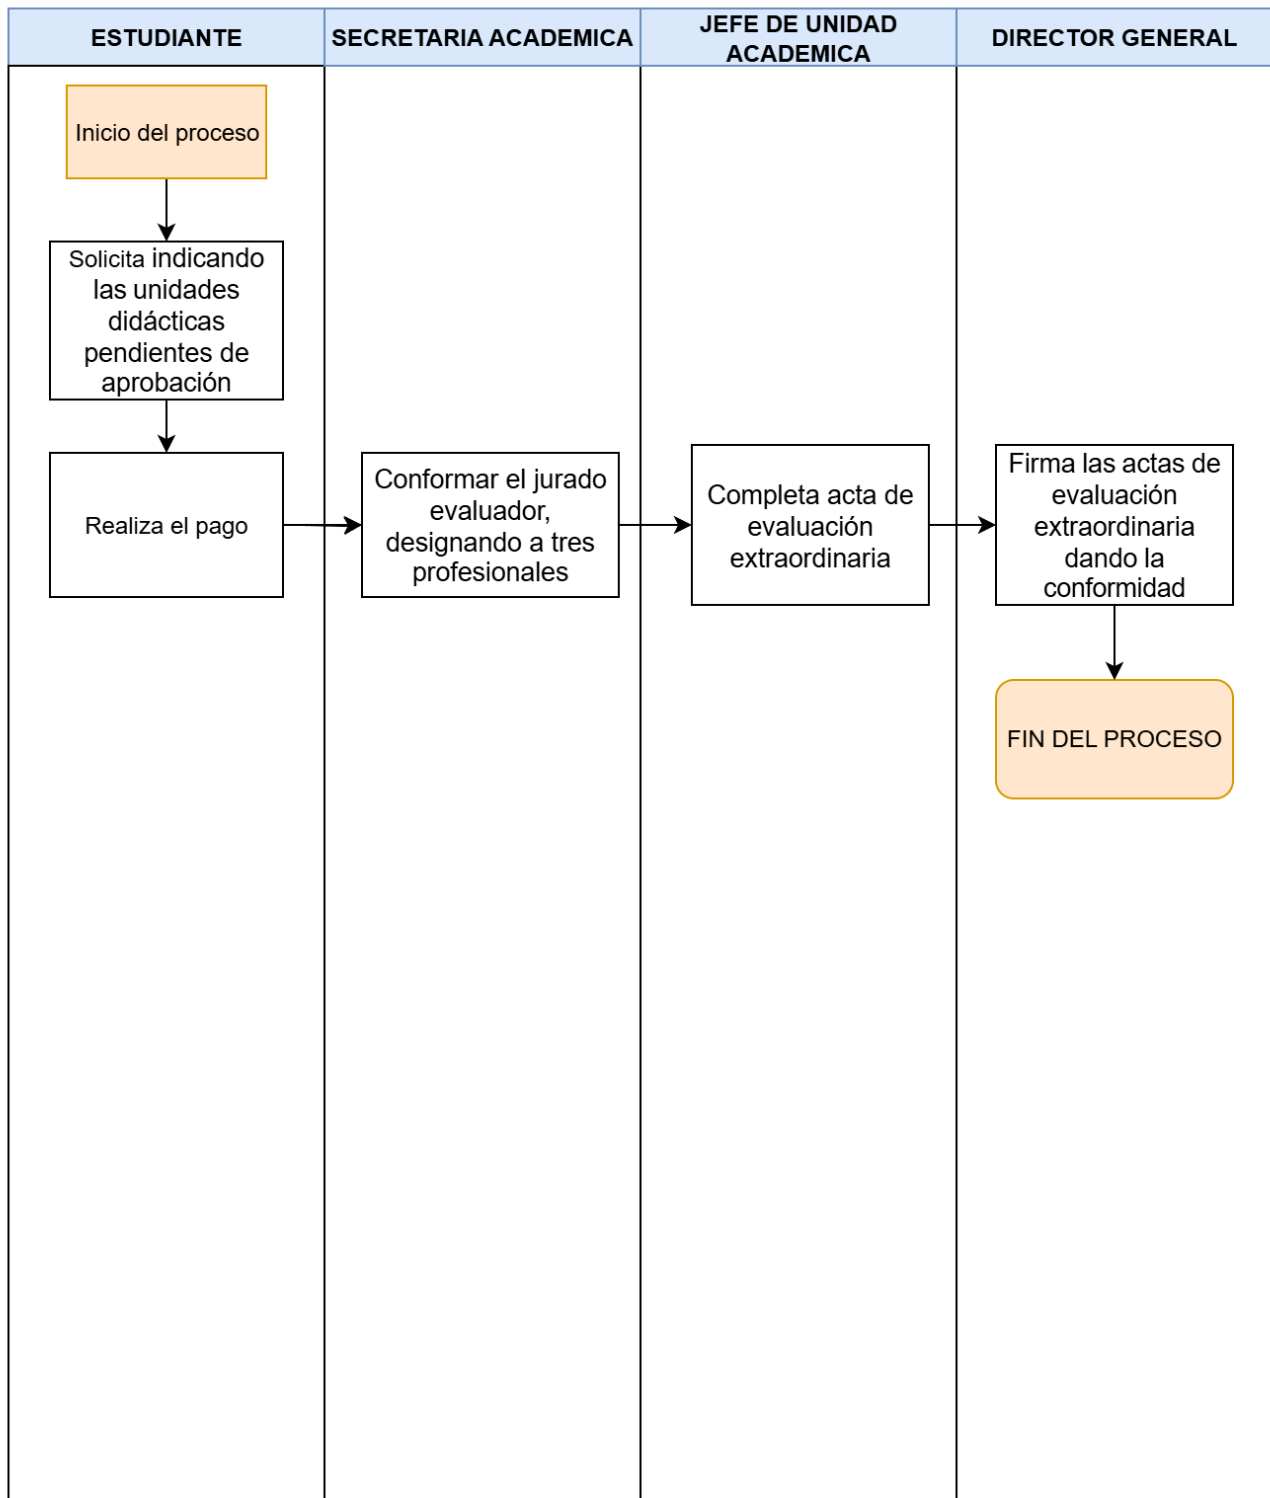 ESTUDIANTE
SECRETARIA ACADEMICA
JEFE DE UNIDAD
ACADEMICA
DIRECTOR GENERAL
Inicio del proceso
Solicita indicando
las unidades
didácticas
pendientes de
aprobación
Realiza el pago
Conformar el jurado
evaluador,
designando a tres
profesionales
Completa acta de
evaluación
extraordinaria
Firma las actas de
evaluación
extraordinaria
dando la
conformidad
FIN DEL PROCESO